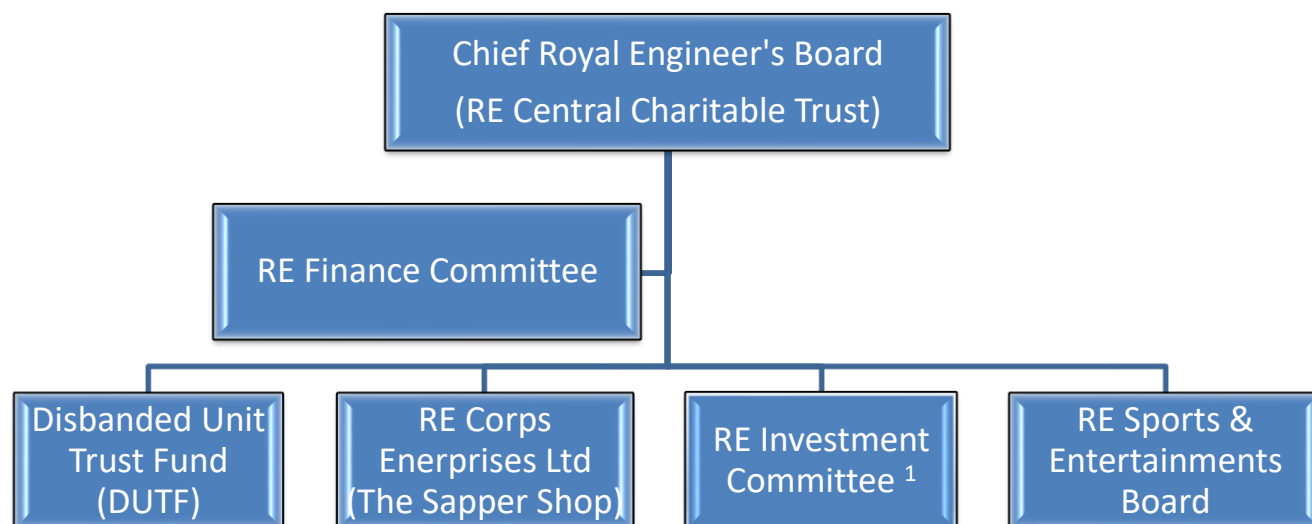 Chief Royal Engineer's Board
(RE Central Charitable Trust)
RE Finance Committee
Disbanded Unit
Trust Fund
(DUTF)
RE Corps
Enerprises Ltd
(The Sapper Shop)
RE Investment
Committee 1
RE Sports &
Entertainments
Board